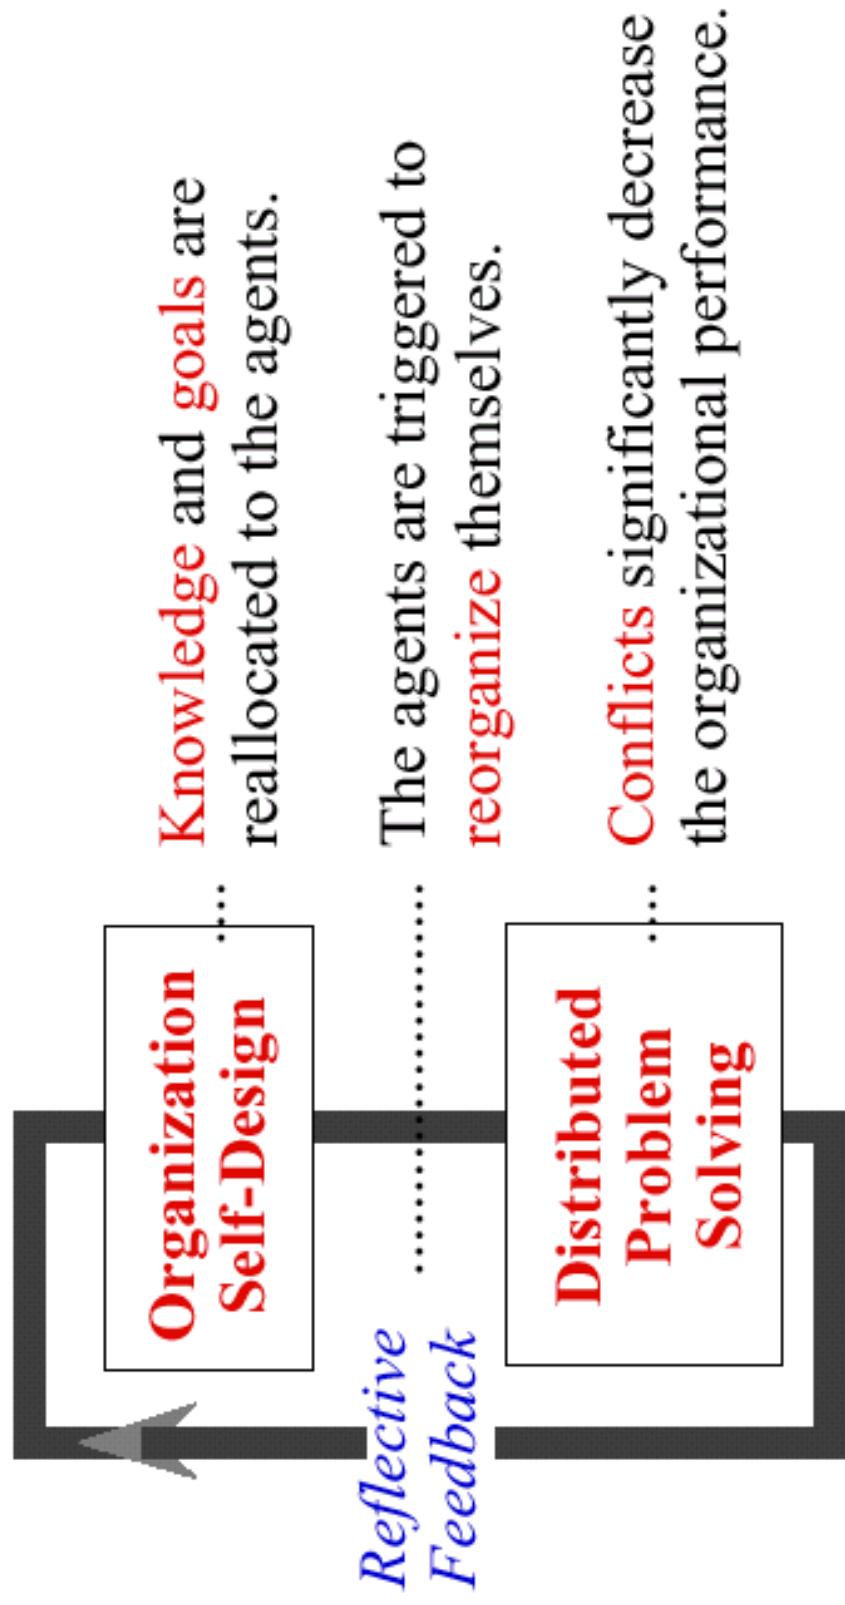 Organization
Self-Design
Knowledge and goals are
reallocated to the agents.
Reflective
Feedback
The agents are triggered to
reorganize themselves.
Distributed
Problem
Solving
Conflicts significantly decrease
the organizational performance.